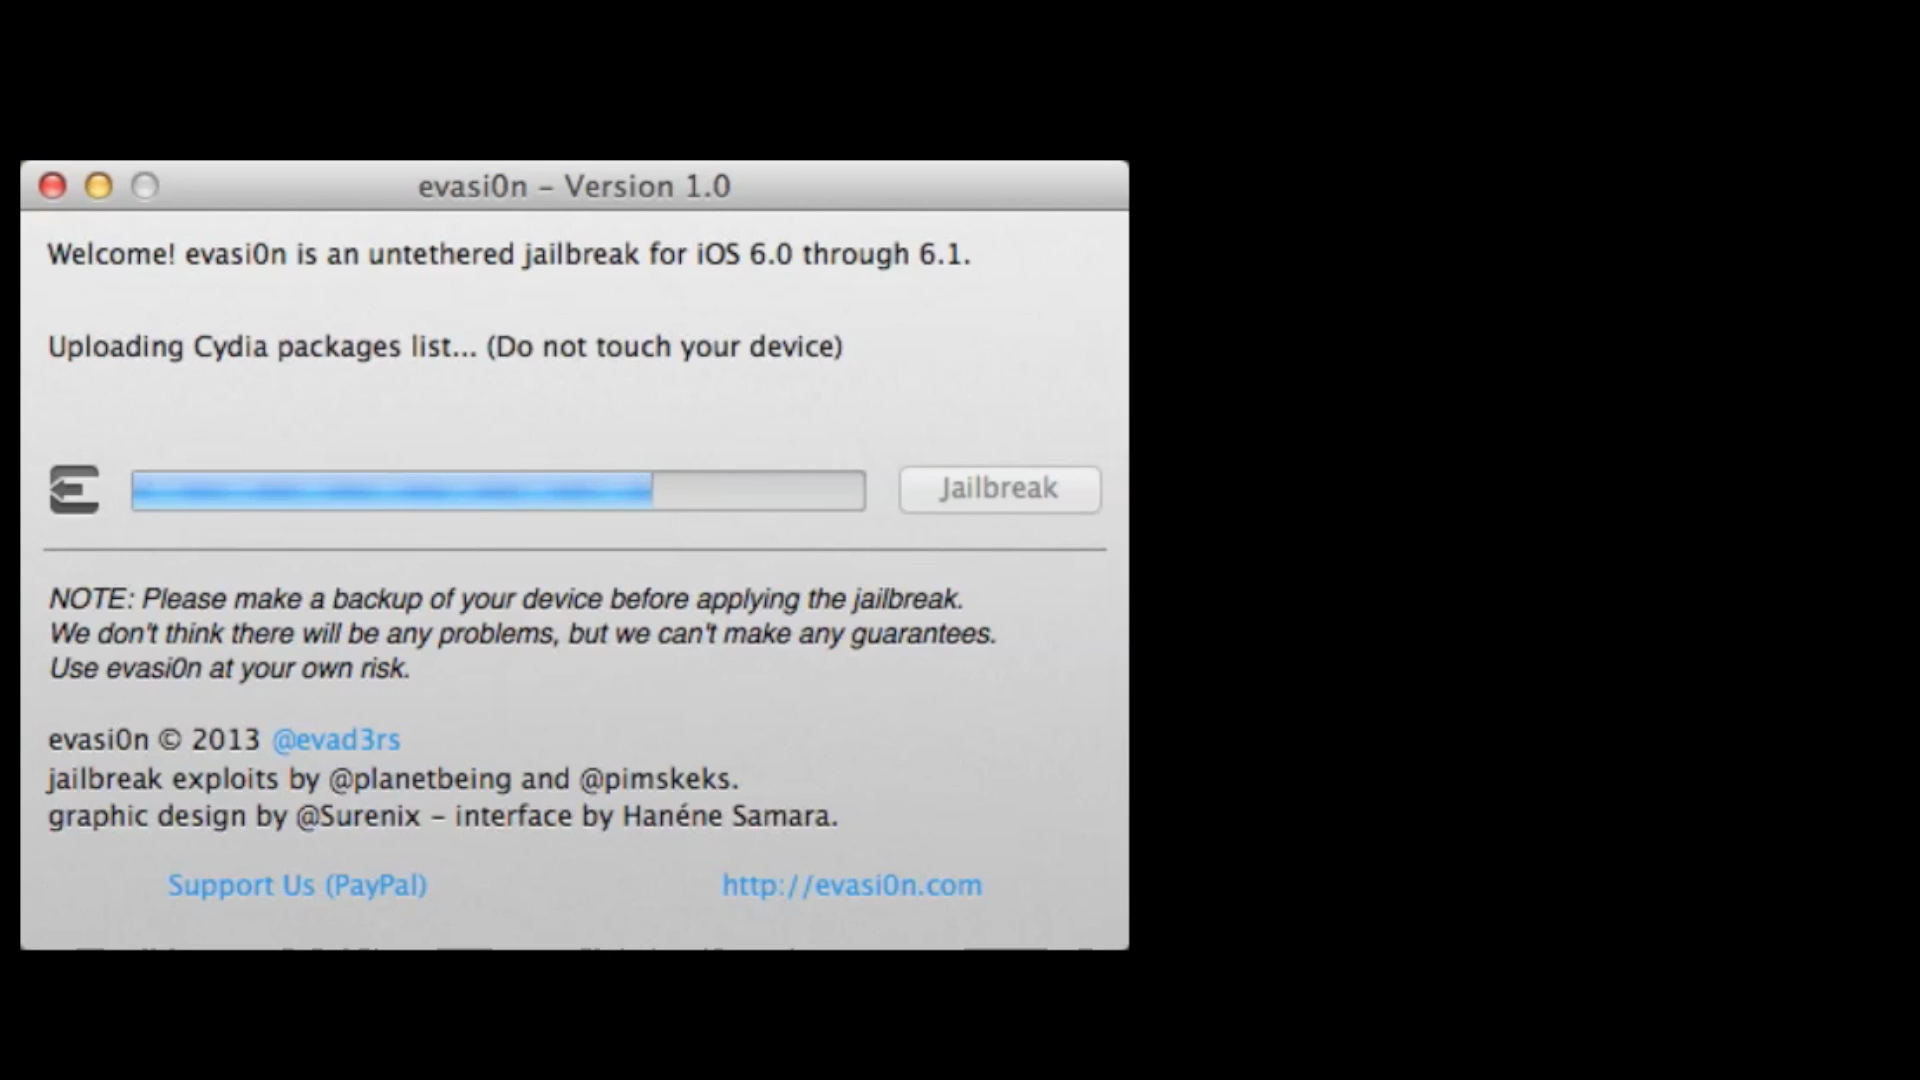 evasi0n – Version 1.0
Welcome! evasi0n is an untethered jailbreak for iOS 6.0 through 6.1.
Uploading Cydia packages list... (Do not touch your device)
Jailbreak
NOTE: Please make a backup of your device before applying the jailbreak.
We don't think there will be any problems, but we can't make any guarantees.
Use evasi0n at your own risk.
evasi0n © 2013 @evad3rs
jailbreak exploits by @planetbeing and @pimskeks.
graphic design by @Surenix – interface by Hanéne Samara.
Support Us (PayPal) http://evasi0n.com